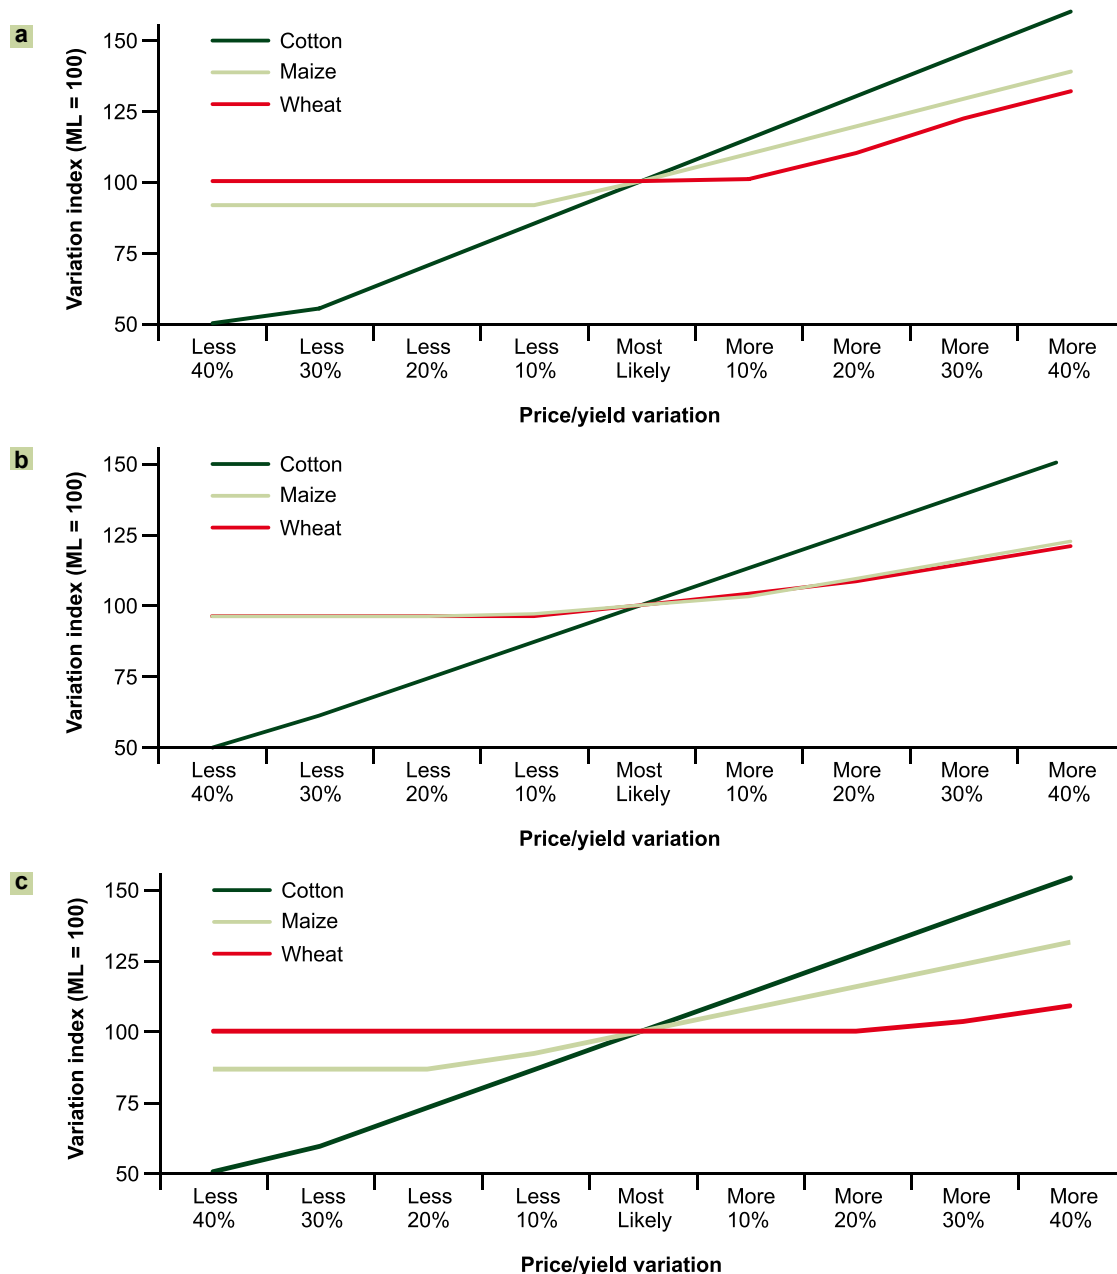 a
Variation index (ML = 100)
150
125
100
75
50
Cotton
Maize
Wheat
Less 40%
Less 30%
Less 20%
Less 10%
Most Likely
More 10%
More 20%
More 30%
More 40%
Price/yield variation
b
Variation index (ML = 100)
150
125
100
75
50
Cotton
Maize
Wheat
Less 40%
Less 30%
Less 20%
Less 10%
Most Likely
More 10%
More 20%
More 30%
More 40%
Price/yield variation
c
Variation index (ML = 100)
150
125
100
75
50
Cotton
Maize
Wheat
Less 40%
Less 30%
Less 20%
Less 10%
Most Likely
More 10%
More 20%
More 30%
More 40%
Price/yield variation